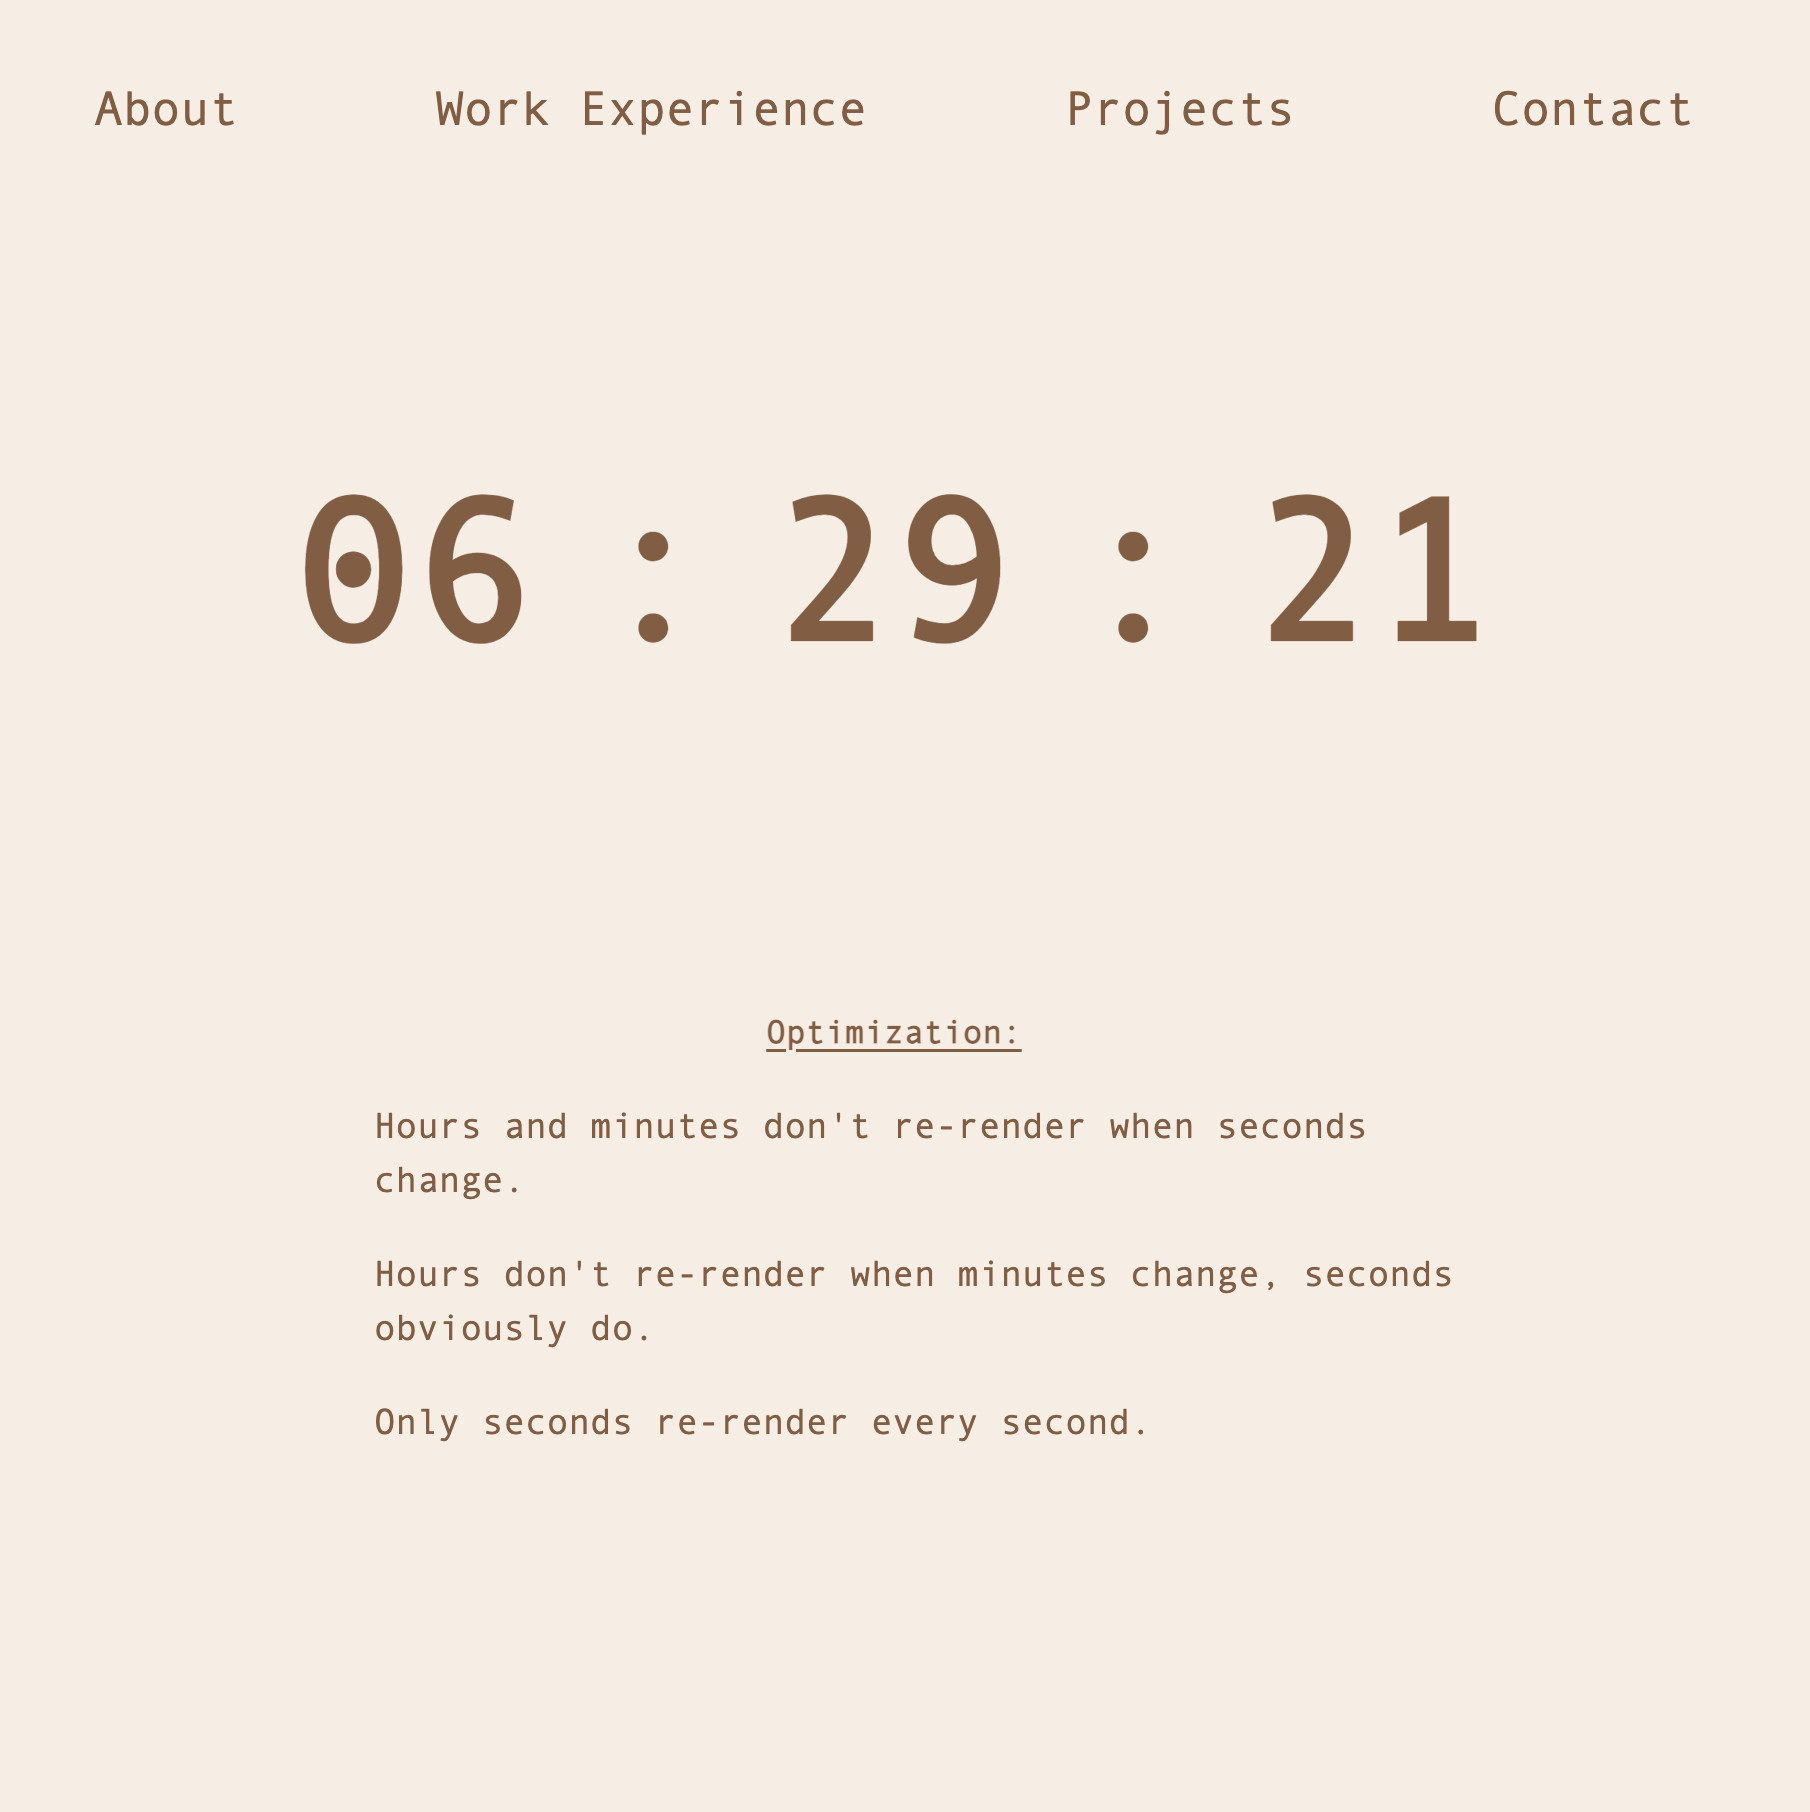 About Work Experience Projects Contact
06 : 29 : 21
Optimization:
Hours and minutes don't re-render when seconds
change.
Hours don't re-render when minutes change, seconds
obviously do.
Only seconds re-render every second.